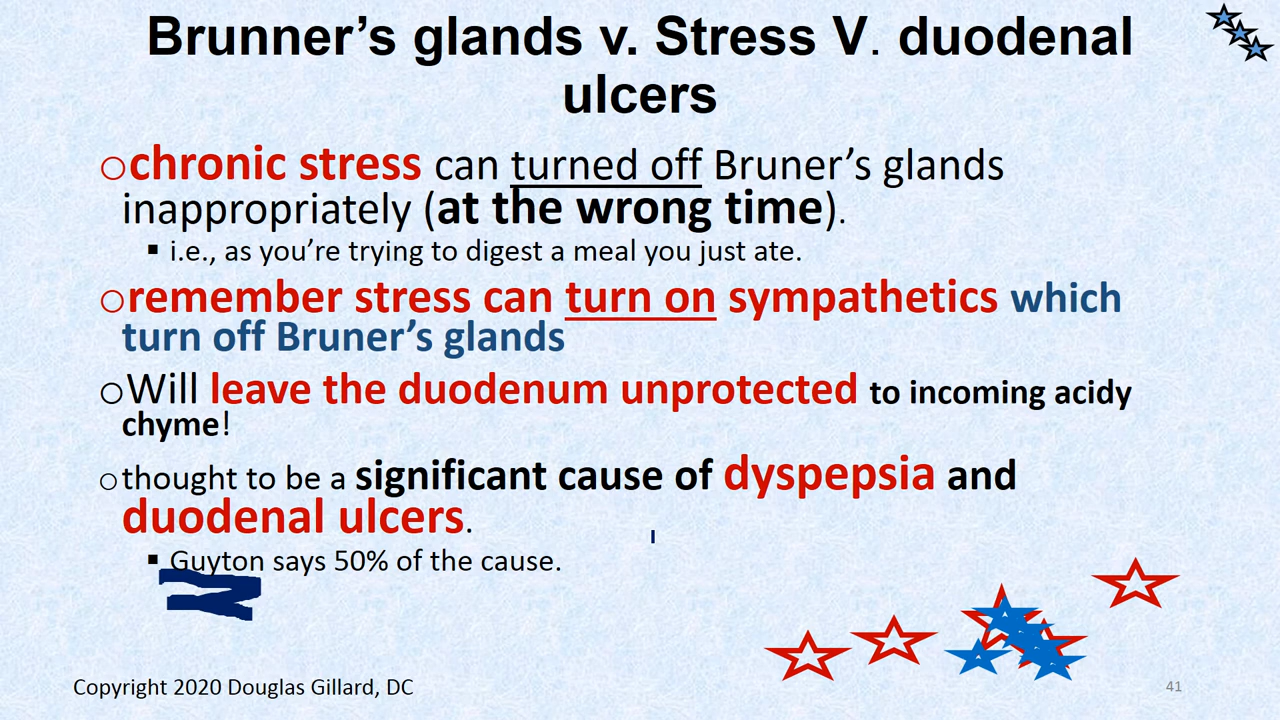 Brunner’s glands v. Stress V. duodenal
ulcers
○chronic stress can turned off Bruner’s glands
inappropriately (at the wrong time).
▪ i.e., as you’re trying to digest a meal you just ate.
○remember stress can turn on sympathetics which
turn off Bruner’s glands
○Will leave the duodenum unprotected to incoming acidy
chyme!
○thought to be a significant cause of dyspepsia and
duodenal ulcers.
▪ Guyton says 50% of the cause.
Copyright 2020 Douglas Gillard, DC
41